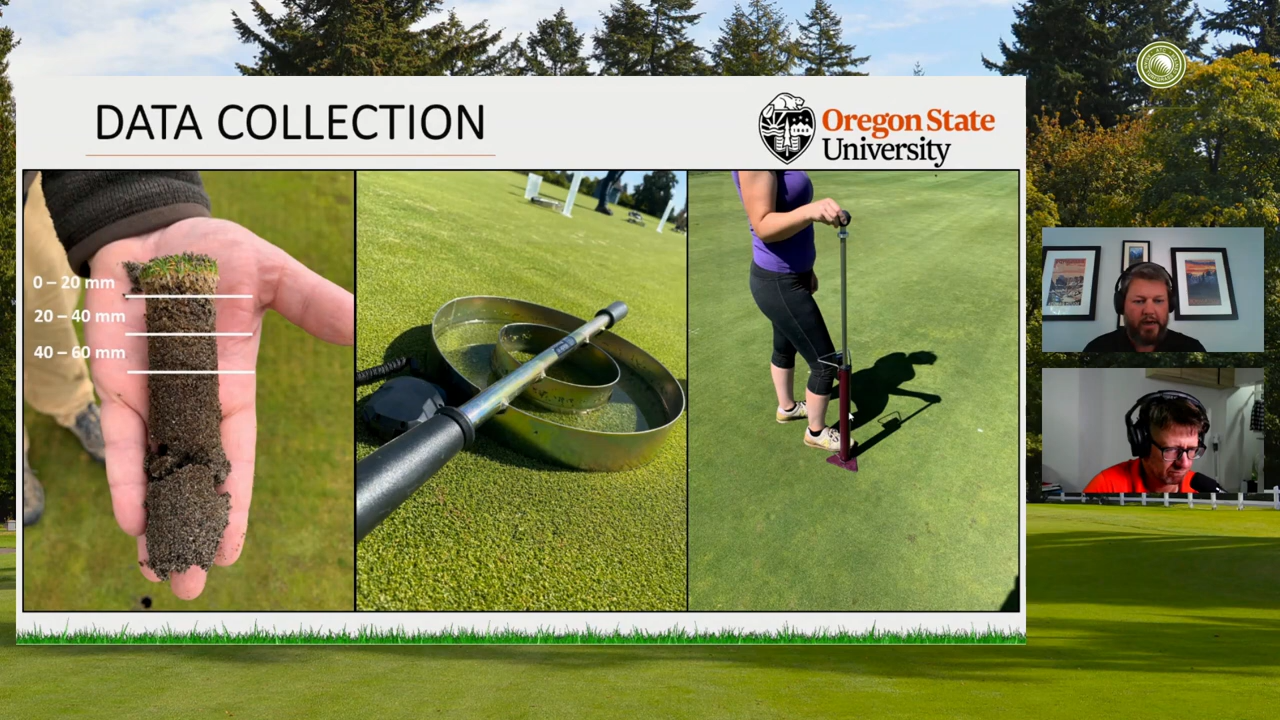 DATA COLLECTION
Oregon State
University
0 – 20 mm
20 – 40 mm
40 – 60 mm